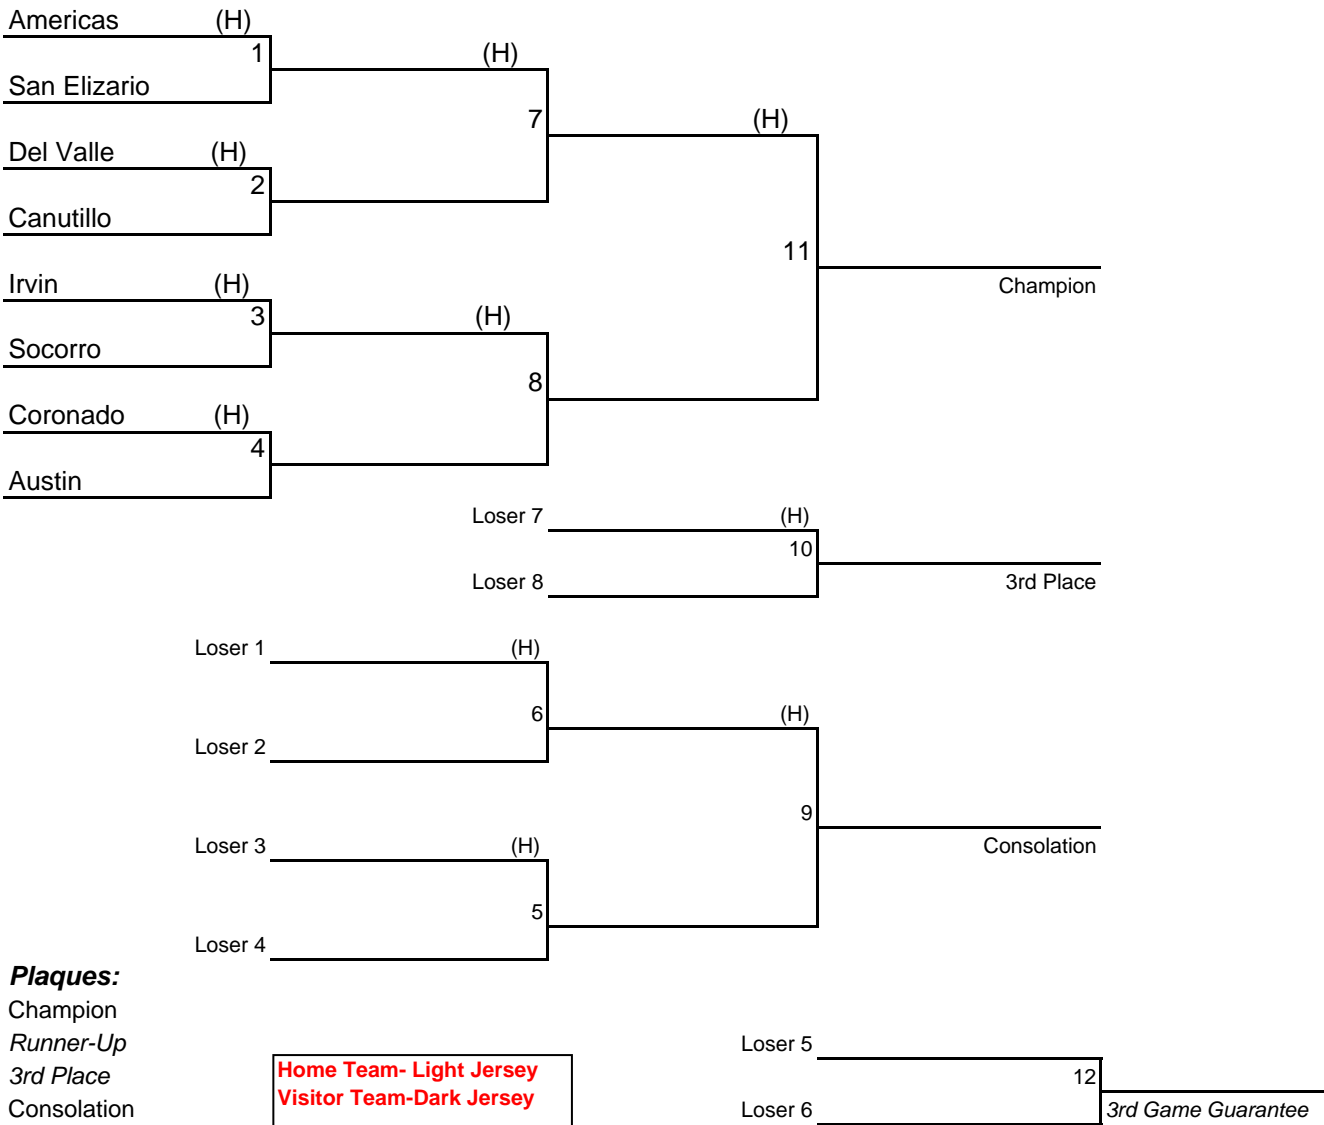 Americas (H)
1
(H)
San Elizario
7
(H)
Del Valle (H)
2
Canutillo
11
Irvin (H)
Champion
3
(H)
Socorro
8
Coronado (H)
4
Austin
Loser 7 (H)
10
Loser 8
3rd Place
Loser 1 (H)
6
(H)
Loser 2
9
Loser 3 (H)
Consolation
5
Loser 4
Plaques:
Champion
Runner-Up
Loser 5
3rd Place
Home Team- Light Jersey
12
Visitor Team-Dark Jersey
Consolation
Loser 6
3rd Game Guarantee